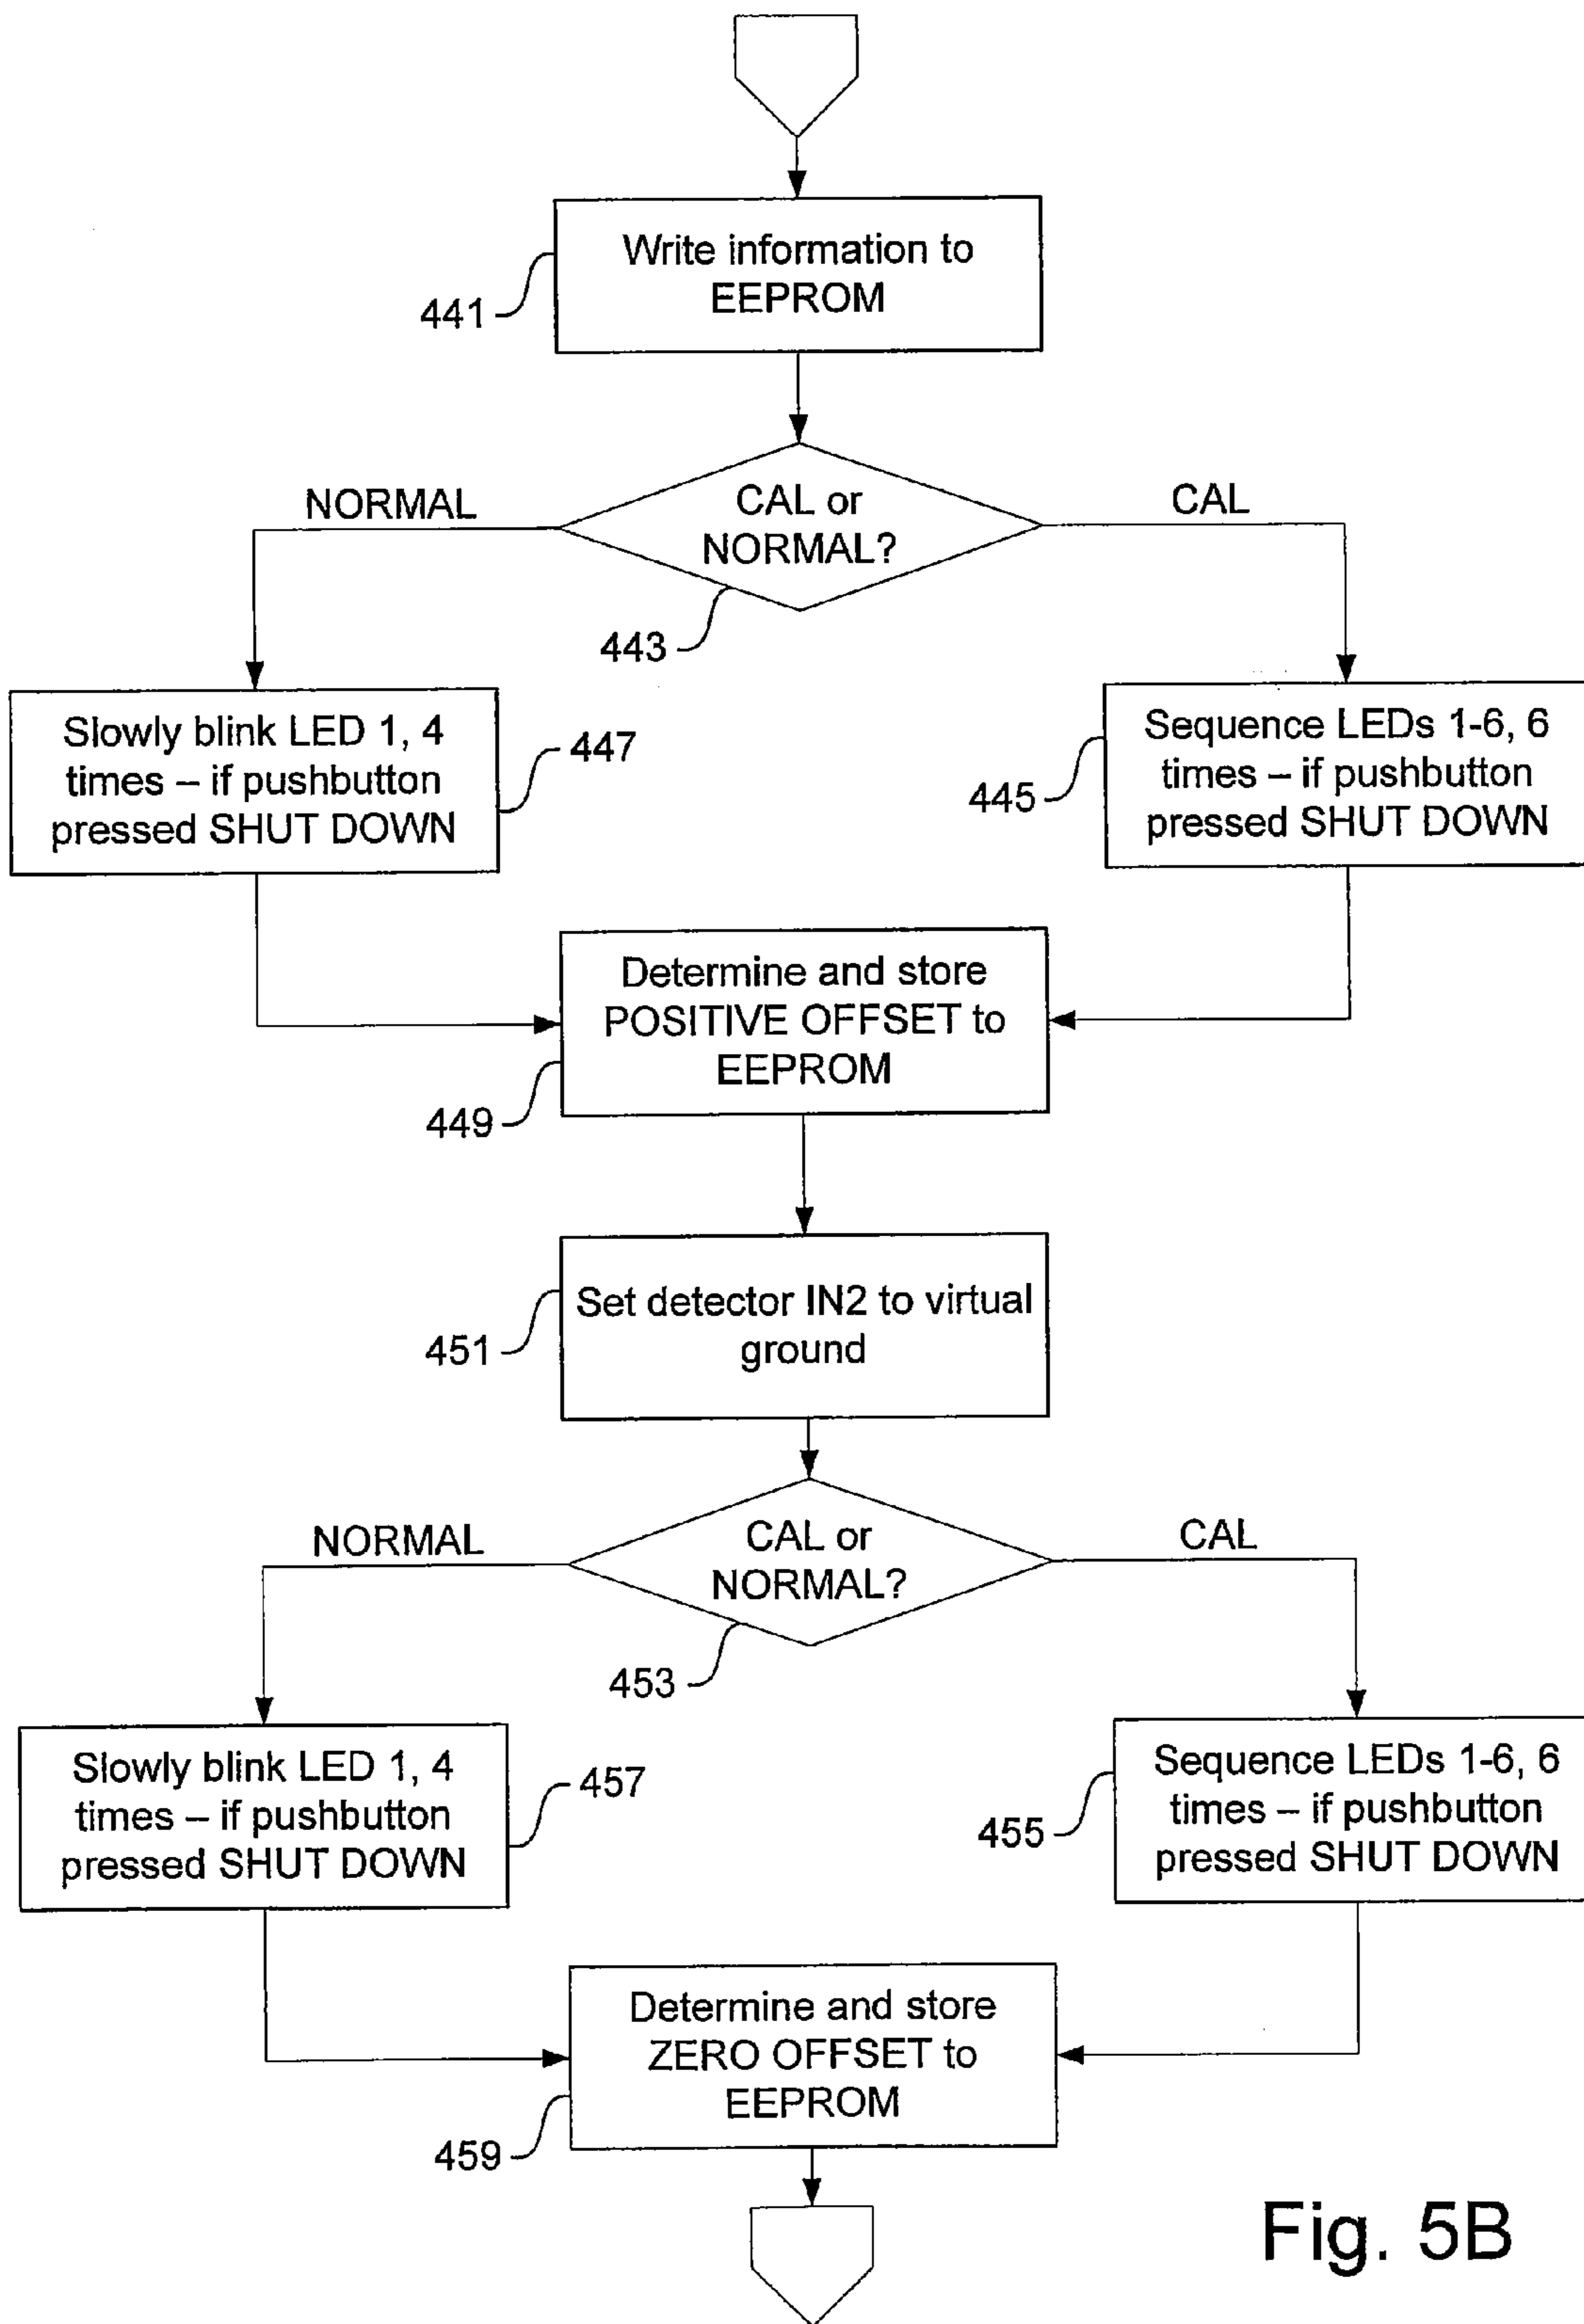 Write information to
EEPROM
441
NORMAL
CAL or
NORMAL?
CAL
443
Slowly blink LED 1, 4
times – if pushbutton
pressed SHUT DOWN
447
Sequence LEDs 1-6, 6
times – if pushbutton
pressed SHUT DOWN
445
Determine and store
POSITIVE OFFSET to
EEPROM
449
Set detector IN2 to virtual
ground
451
NORMAL
CAL or
NORMAL?
CAL
453
Slowly blink LED 1, 4
times – if pushbutton
pressed SHUT DOWN
457
Sequence LEDs 1-6, 6
times – if pushbutton
pressed SHUT DOWN
455
Determine and store
ZERO OFFSET to
EEPROM
459
Fig. 5B